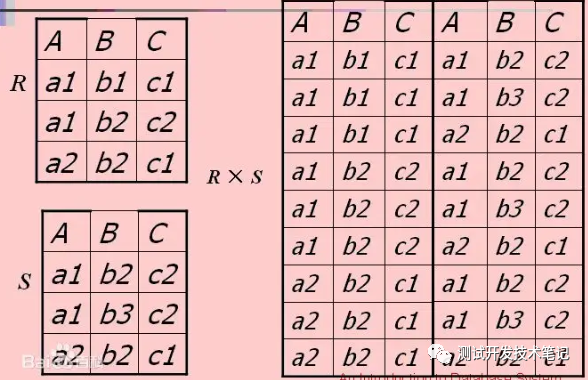 R
A B C
a1 b1 c1
a1 b2 c2
a2 b2 c1
S
A B C
a1 b2 c2
a1 b3 c2
a2 b2 c1
R × S
A B C A B C
a1 b1 c1 a1 b2 c2
a1 b1 c1 a1 b3 c2
a1 b1 c1 a2 b2 c1
a1 b2 c2 a1 b2 c2
a1 b2 c2 a1 b3 c2
a1 b2 c2 a2 b2 c1
a2 b2 c1 a1 b2 c2
a2 b2 c1 a1 b3 c2
a2 b2 c1 a2 b2 c1
Bai百科
测试开发技术笔记
An Introduction to Database System